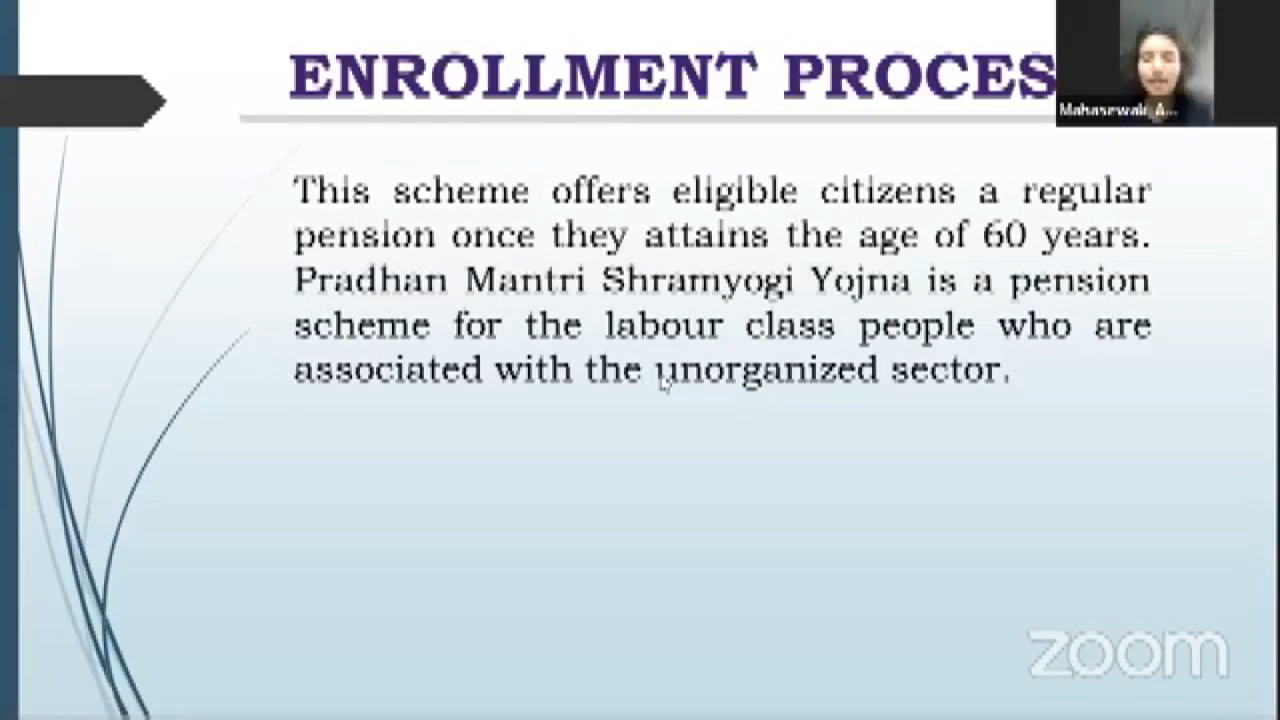 ENROLLMENT PROCES
Mahasewak A...
This scheme offers eligible citizens a regular
pension once they attains the age of 60 years.
Pradhan Mantri Shramyogi Yojna is a pension
scheme for the labour class people who are
associated with the unorganized sector.
zoom